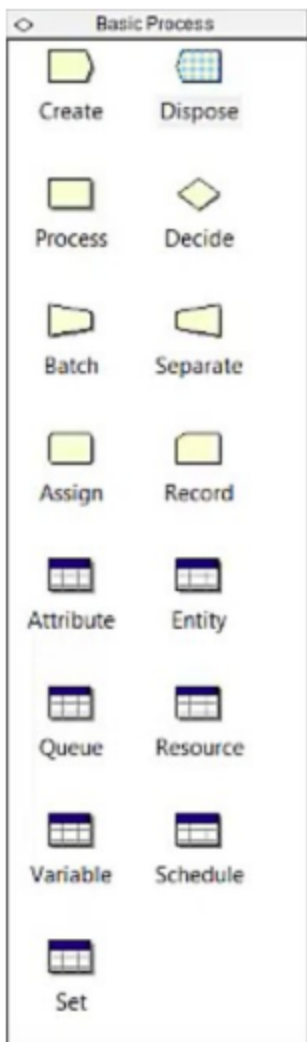 Basic Process
Create Dispose
Process Decide
Batch Separate
Assign Record
Attribute Entity
Queue Resource
Variable Schedule
Set